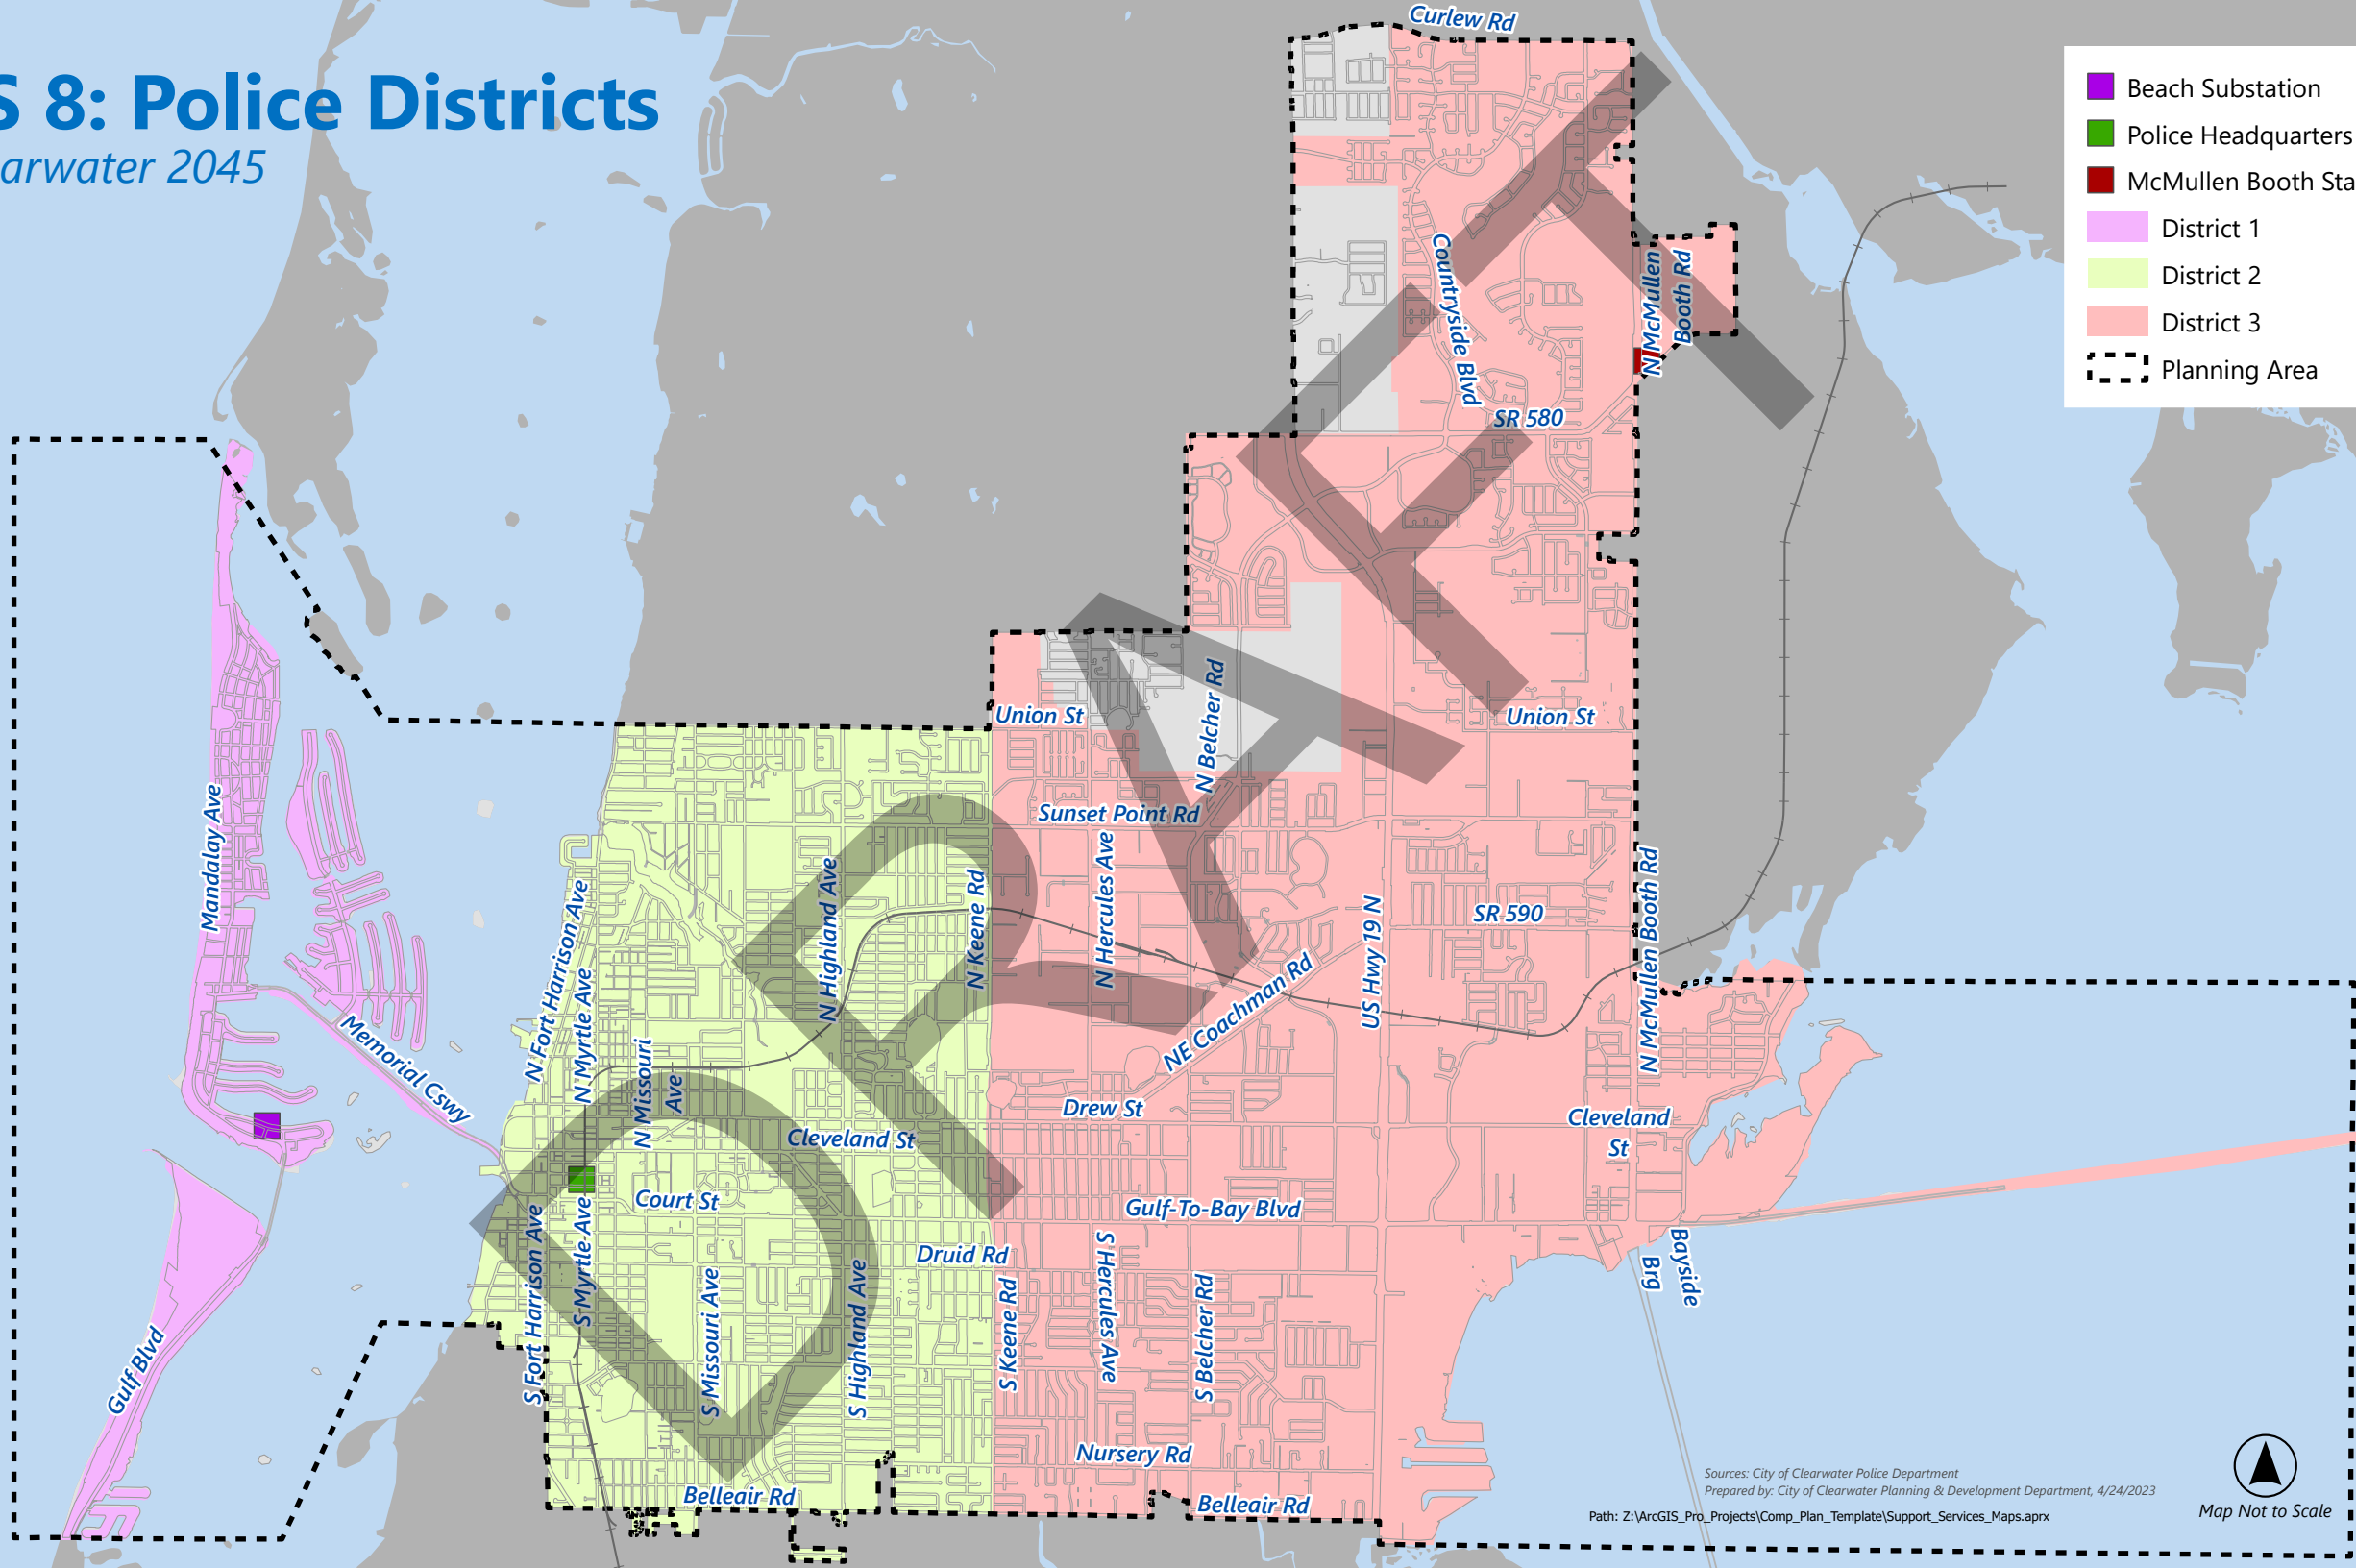 S 8: Police Districts
arwater 2045
Beach Substation
Police Headquarters
McMullen Booth Sta
District 1
District 2
District 3
Planning Area
Curlew Rd
Countryside Blvd
N McMullen
Booth Rd
SR 580
Union St
N Belcher Rd
Union St
Sunset Point Rd
Mandalay Ave
N Fort Harrison Ave
N Myrtle Ave
N Missouri
Ave
N Highland Ave
N Keene Rd
N Hercules Ave
NE Coachman Rd
US Hwy 19 N
SR 590
N McMullen Booth Rd
Memorial Cswy
Drew St
Cleveland St
Cleveland
St
Court St
Gulf-To-Bay Blvd
Druid Rd
Bayside
Brg
Gulf Blvd
S Fort Harrison Ave
S Myrtle Ave
S Missouri Ave
S Highland Ave
S Keene Rd
S Hercules Ave
S Belcher Rd
Nursery Rd
Belleair Rd
Belleair Rd
DRAFT
Sources: City of Clearwater Police Department
Prepared by: City of Clearwater Planning & Development Department, 4/24/2023
Path: Z:\ArcGIS_Pro_Projects\Comp_Plan_Template\Support_Services_Maps.aprx
Map Not to Scale